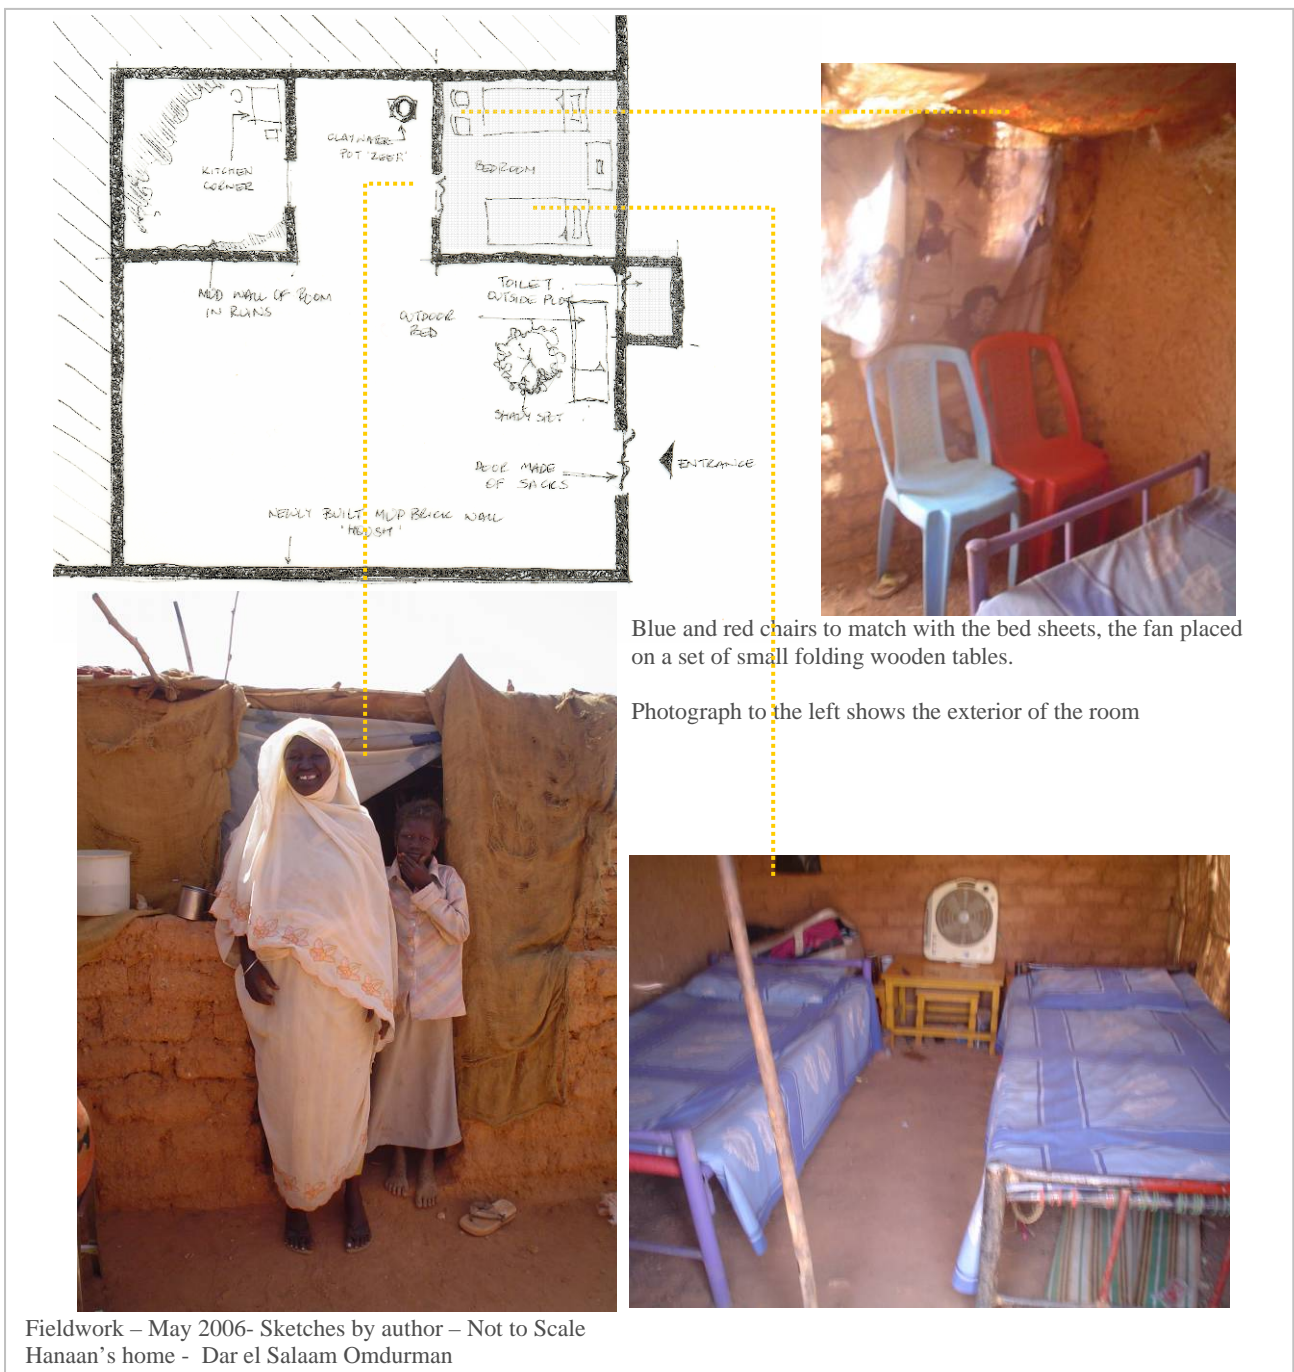 KITCHEN
CORNER
CLAYWARE
POT 'ZEER'
BEDROOM
MUD WALL OF ROOM
IN RUINS
TOILET
OUTSIDE PLOT
OUTDOOR
BED
SHADY SPOT
ENTRANCE
DOOR MADE
OF SACKS
NEWLY BUILT MUD BRICK WALL
'HOUSH'
Blue and red chairs to match with the bed sheets, the fan placed
on a set of small folding wooden tables.
Photograph to the left shows the exterior of the room
Fieldwork – May 2006- Sketches by author – Not to Scale
Hanaan’s home - Dar el Salaam Omdurman